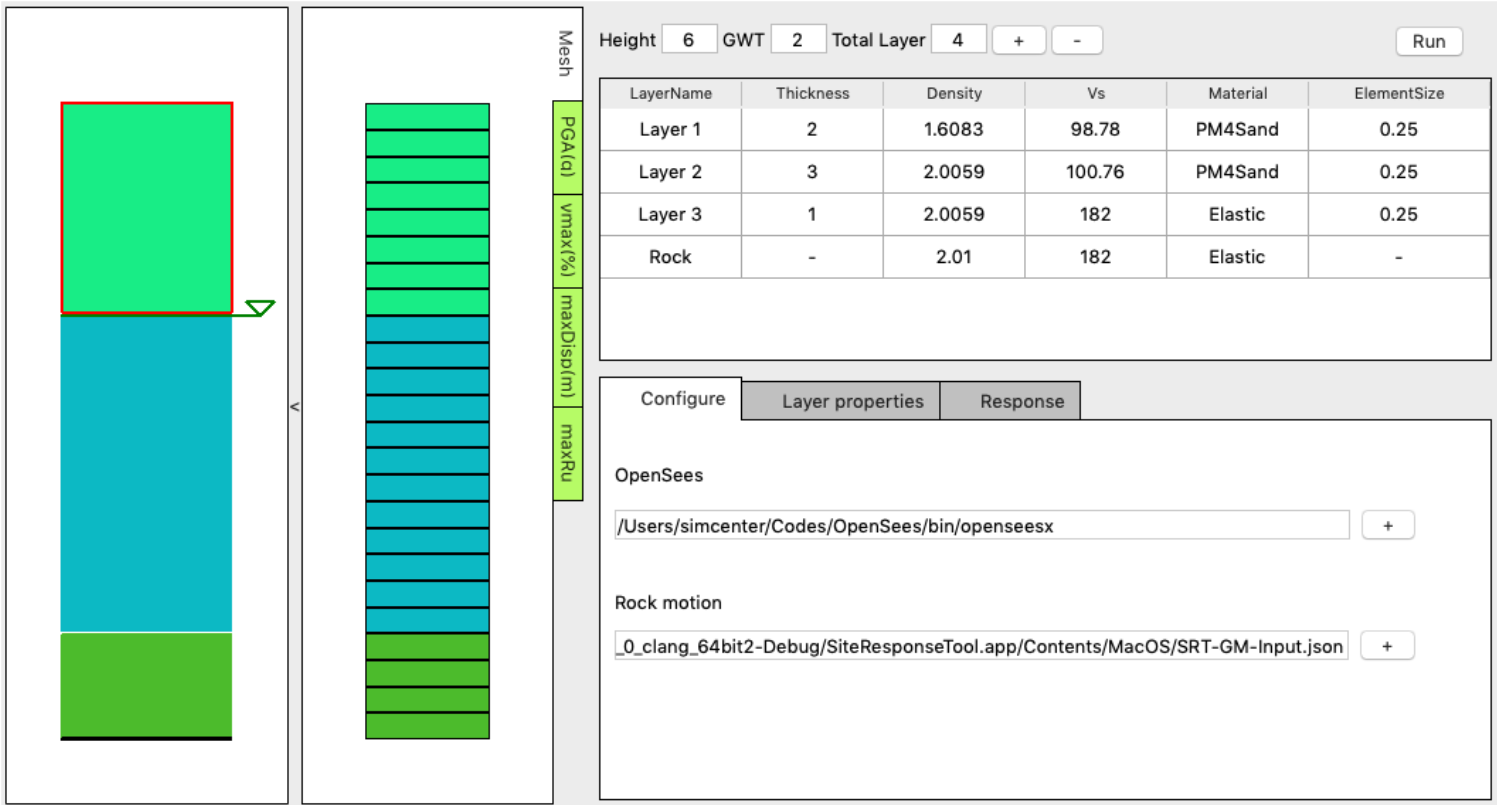 Mesh
PGA(g)
γmax(%)
maxDisp(m)
maxRu
<
Height 6 GWT 2 Total Layer 4 + - Run
LayerName Thickness Density Vs Material ElementSize
Layer 1 2 1.6083 98.78 PM4Sand 0.25
Layer 2 3 2.0059 100.76 PM4Sand 0.25
Layer 3 1 2.0059 182 Elastic 0.25
Rock - 2.01 182 Elastic -
Configure Layer properties Response
OpenSees
/Users/simcenter/Codes/OpenSees/bin/openseesx +
Rock motion
_0_clang_64bit2-Debug/SiteResponseTool.app/Contents/MacOS/SRT-GM-Input.json +